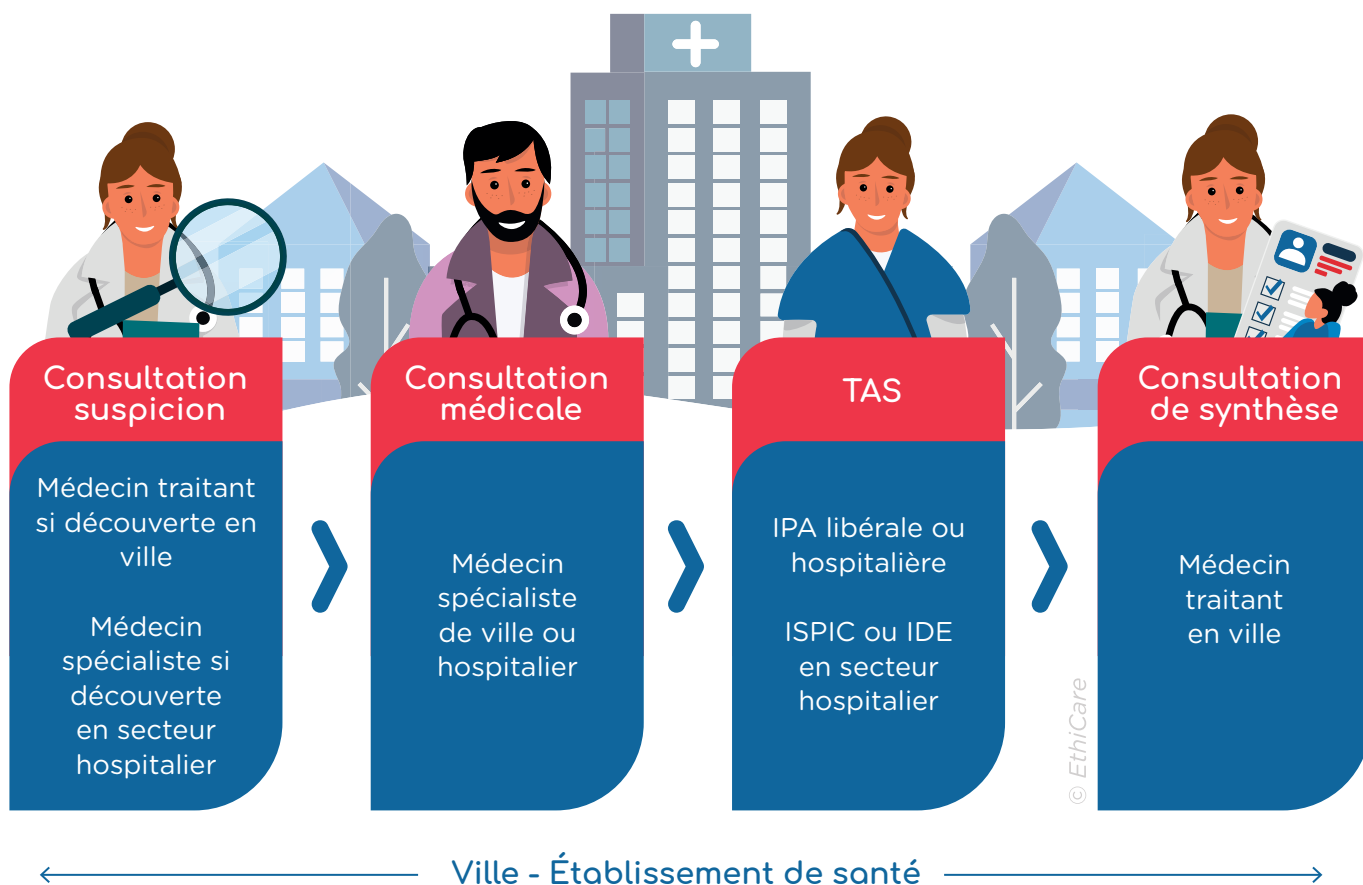 Consultation
suspicion
Médecin traitant
si découverte en
ville
Médecin
spécialiste si
découverte
en secteur
hospitalier
Consultation
médicale
Médecin
spécialiste
de ville ou
hospitalier
TAS
IPA libérale ou
hospitalière
ISPIC ou IDE
en secteur
hospitalier
Consultation
de synthèse
Médecin
traitant
en ville
© EthiCare
Ville - Établissement de santé